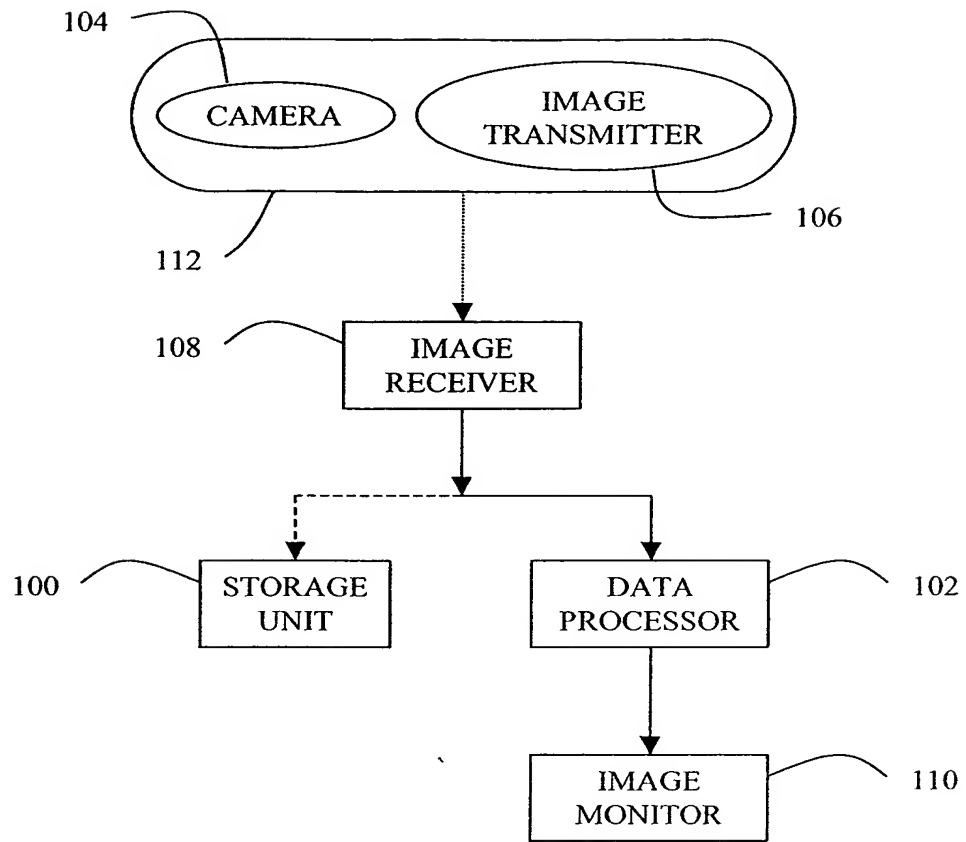 104
CAMERA
IMAGE
TRANSMITTER
106
112
108
IMAGE
RECEIVER
100
STORAGE
UNIT
DATA
PROCESSOR
102
IMAGE
MONITOR
110